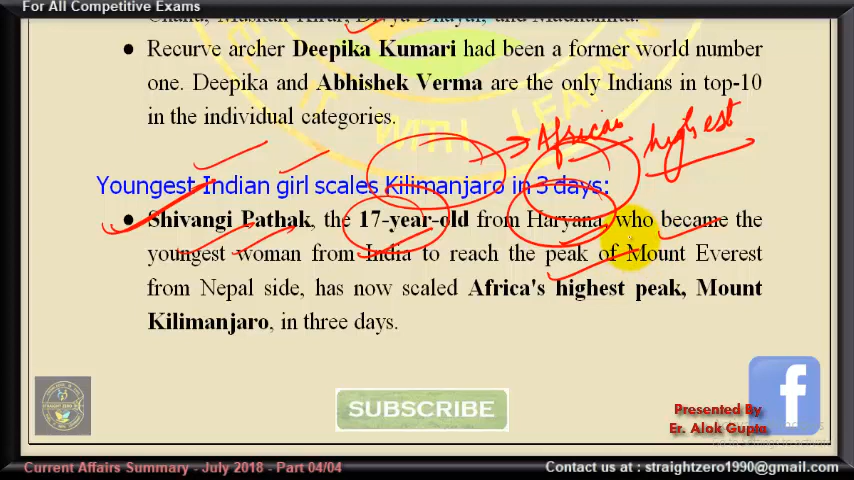 For All Competitive Exams
• Recurve archer Deepika Kumari had been a former world number
one. Deepika and Abhishek Verma are the only Indians in top-10
in the individual categories.
African
highest
Youngest Indian girl scales Kilimanjaro in 3 days:
• Shivangi Pathak, the 17-year-old from Haryana, who became the
youngest woman from India to reach the peak of Mount Everest
from Nepal side, has now scaled Africa's highest peak, Mount
Kilimanjaro, in three days.
SUBSCRIBE
f
Presented By
Er. Alok Gupta
Current Affairs Summary - July 2018 - Part 04/04
Contact us at : straightzero1990@gmail.com